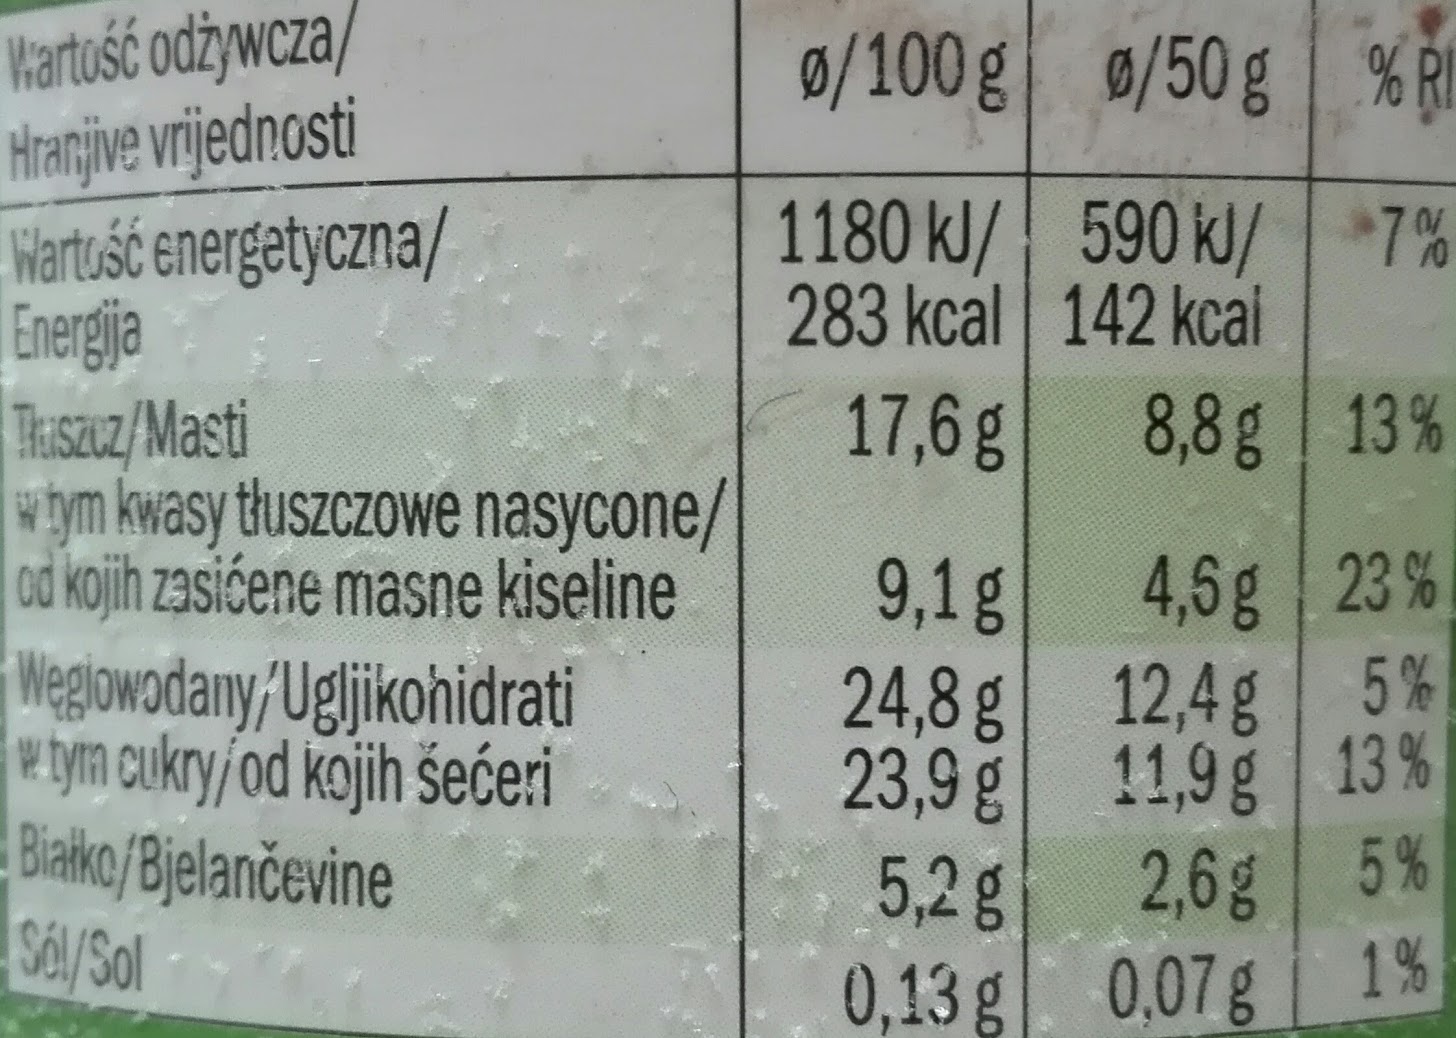 Wartość odżywcza/ ø/100 g ø/50 g % RI
Hranjive vrijednosti
Wartość energetyczna/ 1180 kJ/ 590 kJ/ 7 %
Energija 283 kcal 142 kcal
Tłuszcz/Masti 17,6 g 8,8 g 13 %
w tym kwasy tłuszczowe nasycone/
od kojih zasićene masne kiseline 9,1 g 4,6 g 23 %
Węglowodany/Ugljikohidrati 24,8 g 12,4 g 5 %
w tym cukry/od kojih šećeri 23,9 g 11,9 g 13 %
Białko/Bjelančevine 5,2 g 2,6 g 5 %
Sól/Sol 0,13 g 0,07 g 1 %